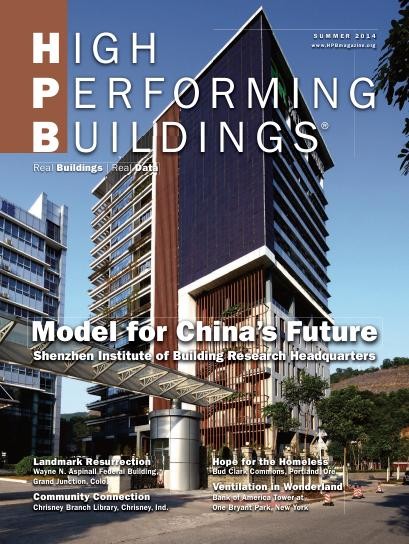 SUMMER 2014
www.HPBmagazine.org
HIGH
PERFORMING
BUILDINGS®
Real Buildings | Real Data
Model for China's Future
Shenzhen Institute of Building Research Headquarters
Landmark Resurrection
Wayne N. Aspinall Federal Building,
Grand Junction, Colo.
Community Connection
Chrisney Branch Library, Chrisney, Ind.
Hope for the Homeless
Bud Clark Commons, Portland Ore.
Ventilation in Wonderland
Bank of America Tower at
One Bryant Park, New York